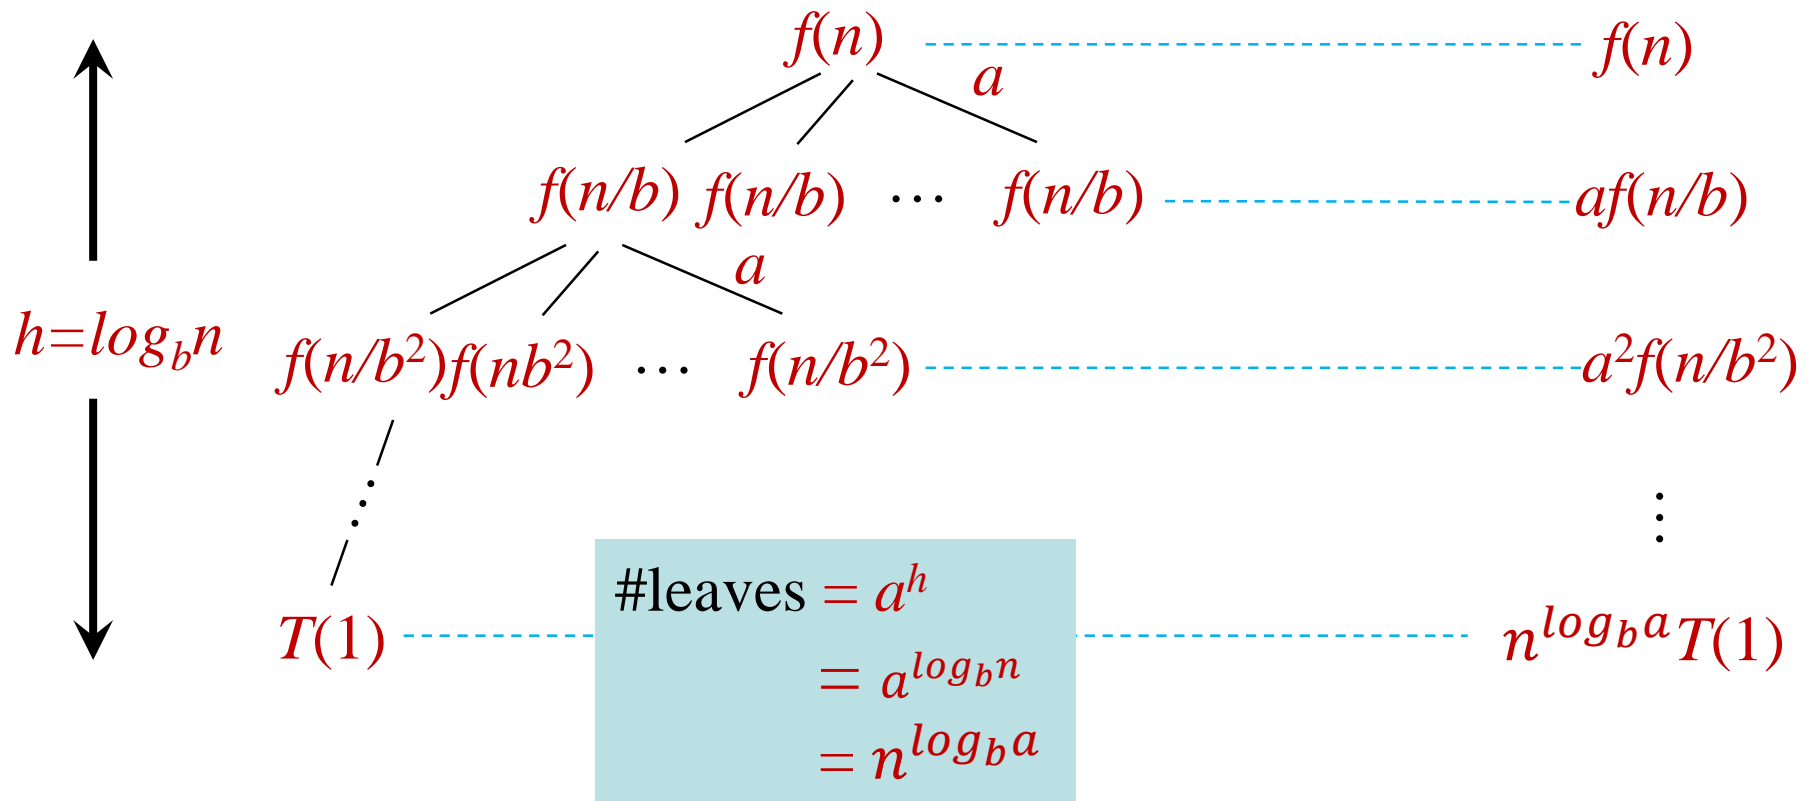 f(n) f(n)
a
f(n/b) f(n/b) ⋯ f(n/b) af(n/b)
a
h=log_b n
f(n/b²) f(nb²) ⋯ f(n/b²) a²f(n/b²)
⋮
#leaves = a^h
T(1) n^{log_b a}T(1)
= a^{log_b n}
= n^{log_b a}